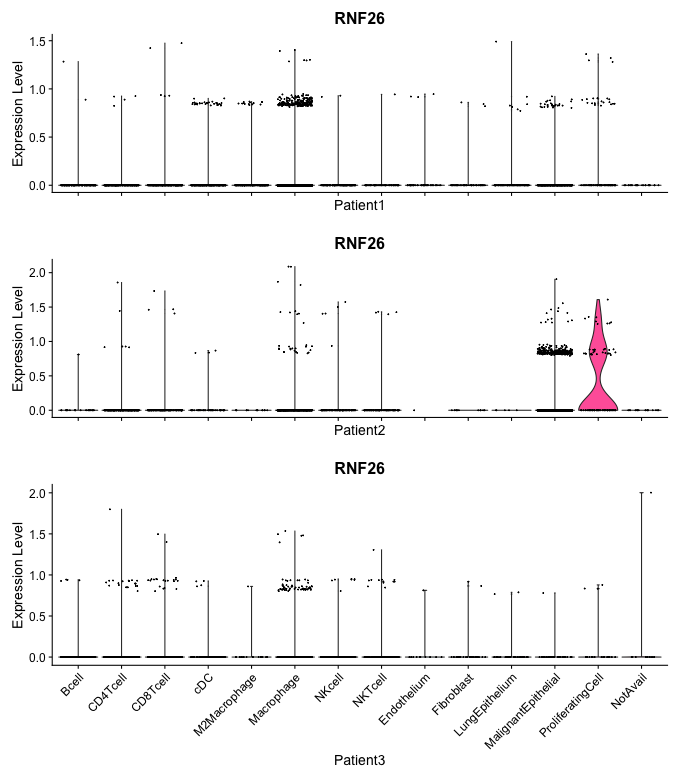 RNF26
Expression Level
1.5
1.0
0.5
0.0
Patient1
RNF26
Expression Level
2.0
1.5
1.0
0.5
0.0
Patient2
RNF26
Expression Level
2.0
1.5
1.0
0.5
0.0
Bcell
CD4Tcell
CD8Tcell
cDC
M2Macrophage
Macrophage
NKcell
NKTcell
Endothelium
Fibroblast
LungEpithelium
MalignantEpithelial
ProliferatingCell
NotAvail
Patient3